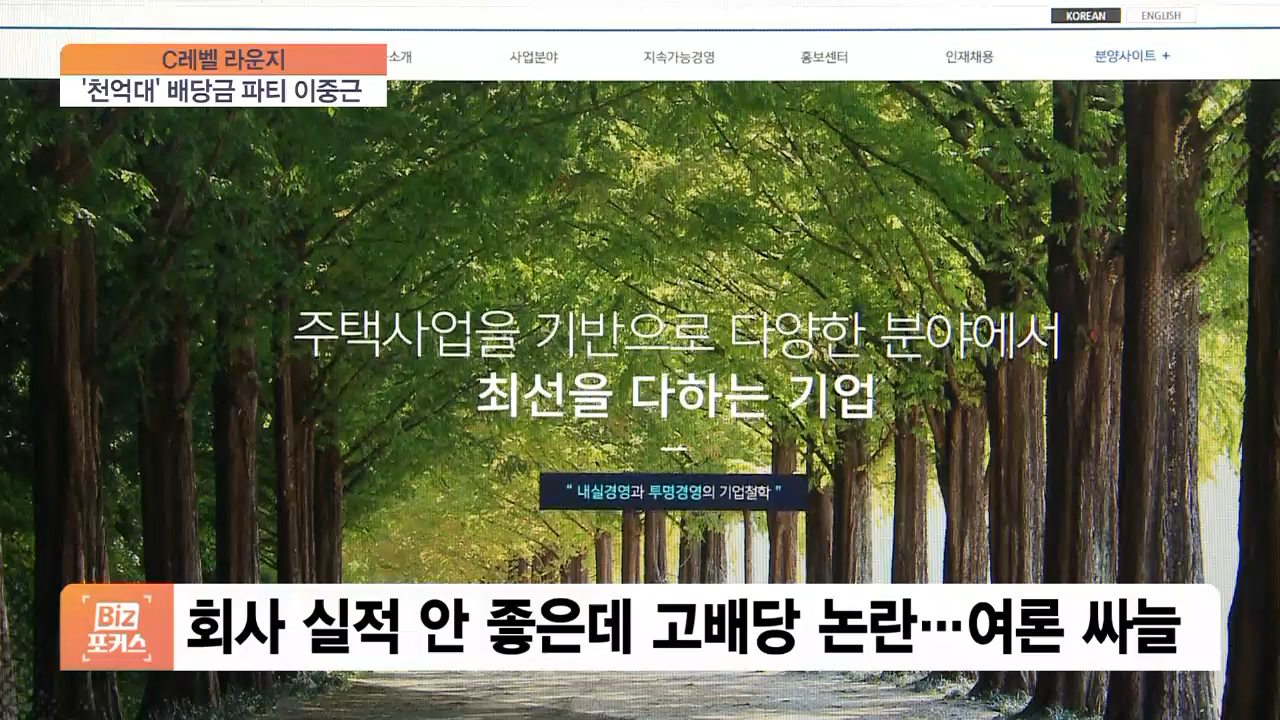 KOREAN
ENGLISH
소개
사업분야
지속가능경영
홍보센터
인재채용
분양사이트 +
C레벨 라운지
'천억대' 배당금 파티 이중근
주택사업을 기반으로 다양한 분야에서
최선을 다하는 기업
“ 내실경영과 투명경영의 기업철학 ”
Biz
포커스
회사 실적 안 좋은데 고배당 논란…여론 싸늘